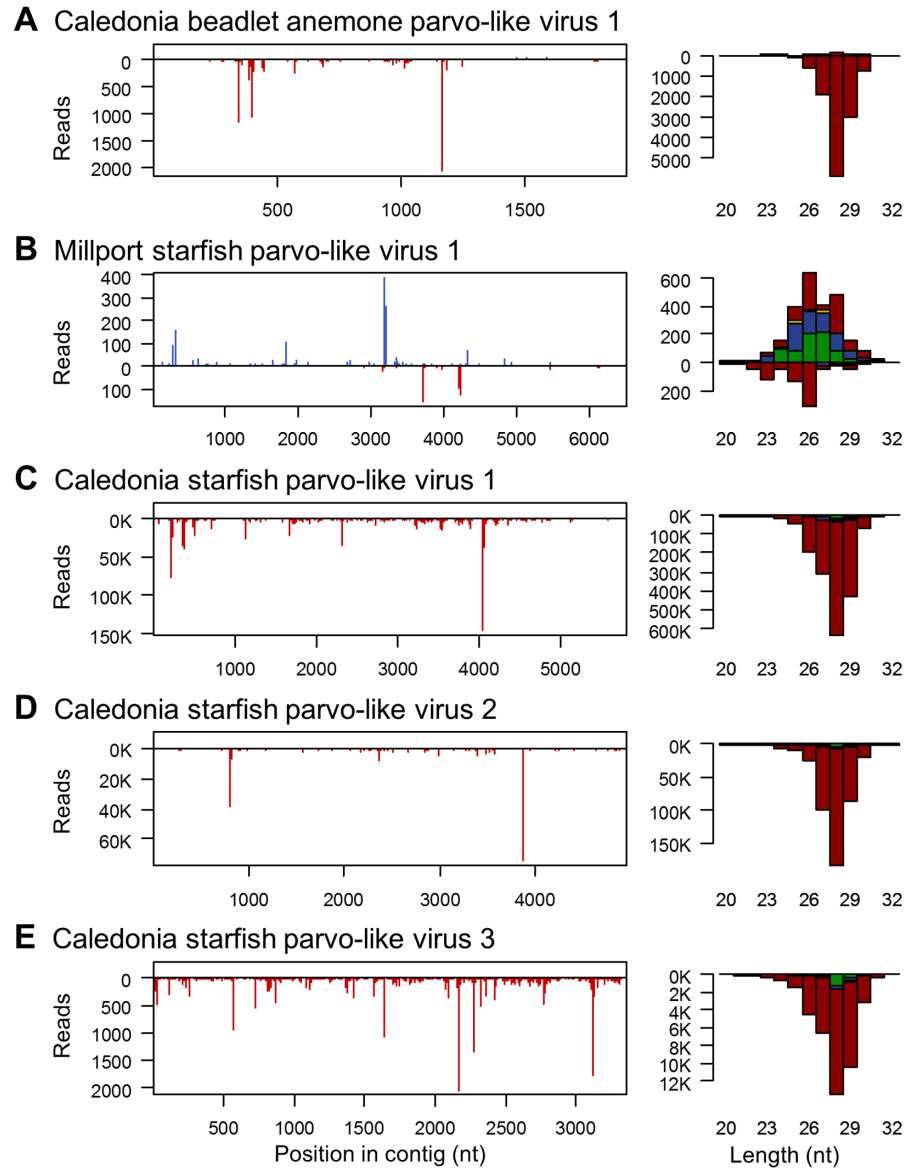 A Caledonia beadlet anemone parvo-like virus 1
Reads
0
500
1000
1500
2000
500 1000 1500
0
1000
2000
3000
4000
5000
20 23 26 29 32
B Millport starfish parvo-like virus 1
Reads
400
300
200
100
0
100
1000 2000 3000 4000 5000 6000
600
400
200
0
200
20 23 26 29 32
C Caledonia starfish parvo-like virus 1
Reads
0K
50K
100K
150K
1000 2000 3000 4000 5000
0K
100K
200K
300K
400K
500K
600K
20 23 26 29 32
D Caledonia starfish parvo-like virus 2
Reads
0K
20K
40K
60K
1000 2000 3000 4000
0K
50K
100K
150K
20 23 26 29 32
E Caledonia starfish parvo-like virus 3
Reads
0
500
1000
1500
2000
500 1000 1500 2000 2500 3000
Position in contig (nt)
0K
2K
4K
6K
8K
10K
12K
20 23 26 29 32
Length (nt)